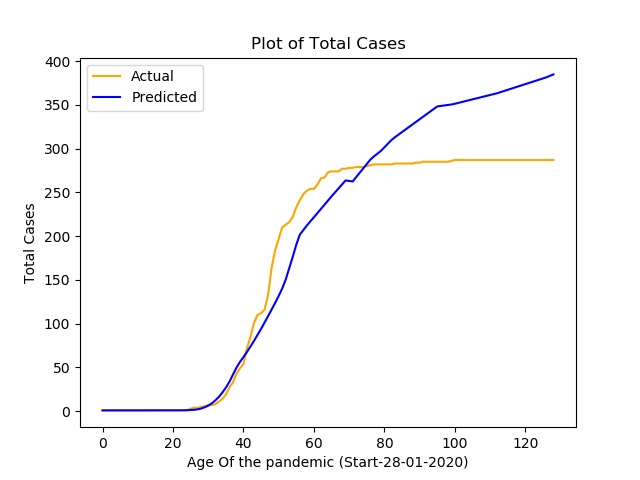 Plot of Total Cases
Actual
Predicted
400
350
300
250
200
150
100
50
0
Total Cases
0 20 40 60 80 100 120
Age Of the pandemic (Start-28-01-2020)